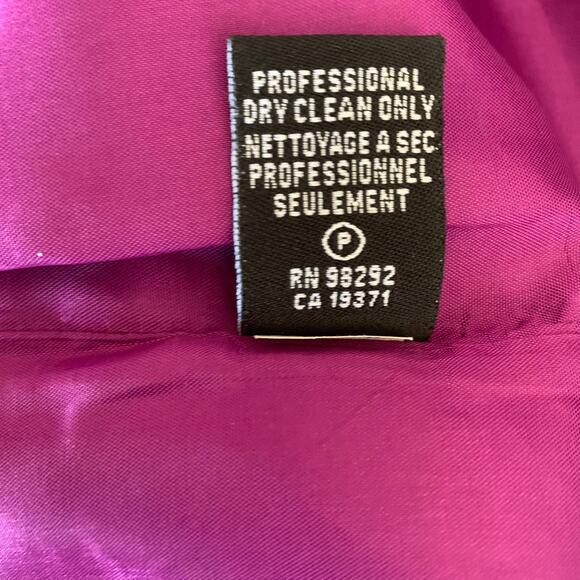 PROFESSIONAL
DRY CLEAN ONLY
NETTOYAGE A SEC
PROFESSIONNEL
SEULEMENT
P
RN 98292
CA 19371